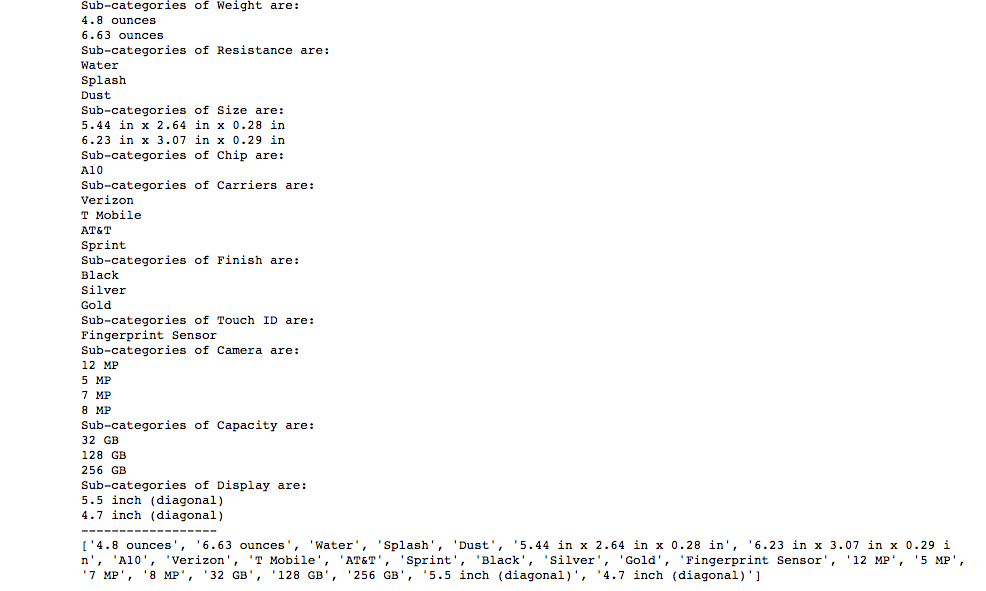 Sub-categories of Weight are:
4.8 ounces
6.63 ounces
Sub-categories of Resistance are:
Water
Splash
Dust
Sub-categories of Size are:
5.44 in x 2.64 in x 0.28 in
6.23 in x 3.07 in x 0.29 in
Sub-categories of Chip are:
A10
Sub-categories of Carriers are:
Verizon
T Mobile
AT&T
Sprint
Sub-categories of Finish are:
Black
Silver
Gold
Sub-categories of Touch ID are:
Fingerprint Sensor
Sub-categories of Camera are:
12 MP
5 MP
7 MP
8 MP
Sub-categories of Capacity are:
32 GB
128 GB
256 GB
Sub-categories of Display are:
5.5 inch (diagonal)
4.7 inch (diagonal)
------------------
['4.8 ounces', '6.63 ounces', 'Water', 'Splash', 'Dust', '5.44 in x 2.64 in x 0.28 in', '6.23 in x 3.07 in x 0.29 i
n', 'A10', 'Verizon', 'T Mobile', 'AT&T', 'Sprint', 'Black', 'Silver', 'Gold', 'Fingerprint Sensor', '12 MP', '5 MP',
'7 MP', '8 MP', '32 GB', '128 GB', '256 GB', '5.5 inch (diagonal)', '4.7 inch (diagonal)']